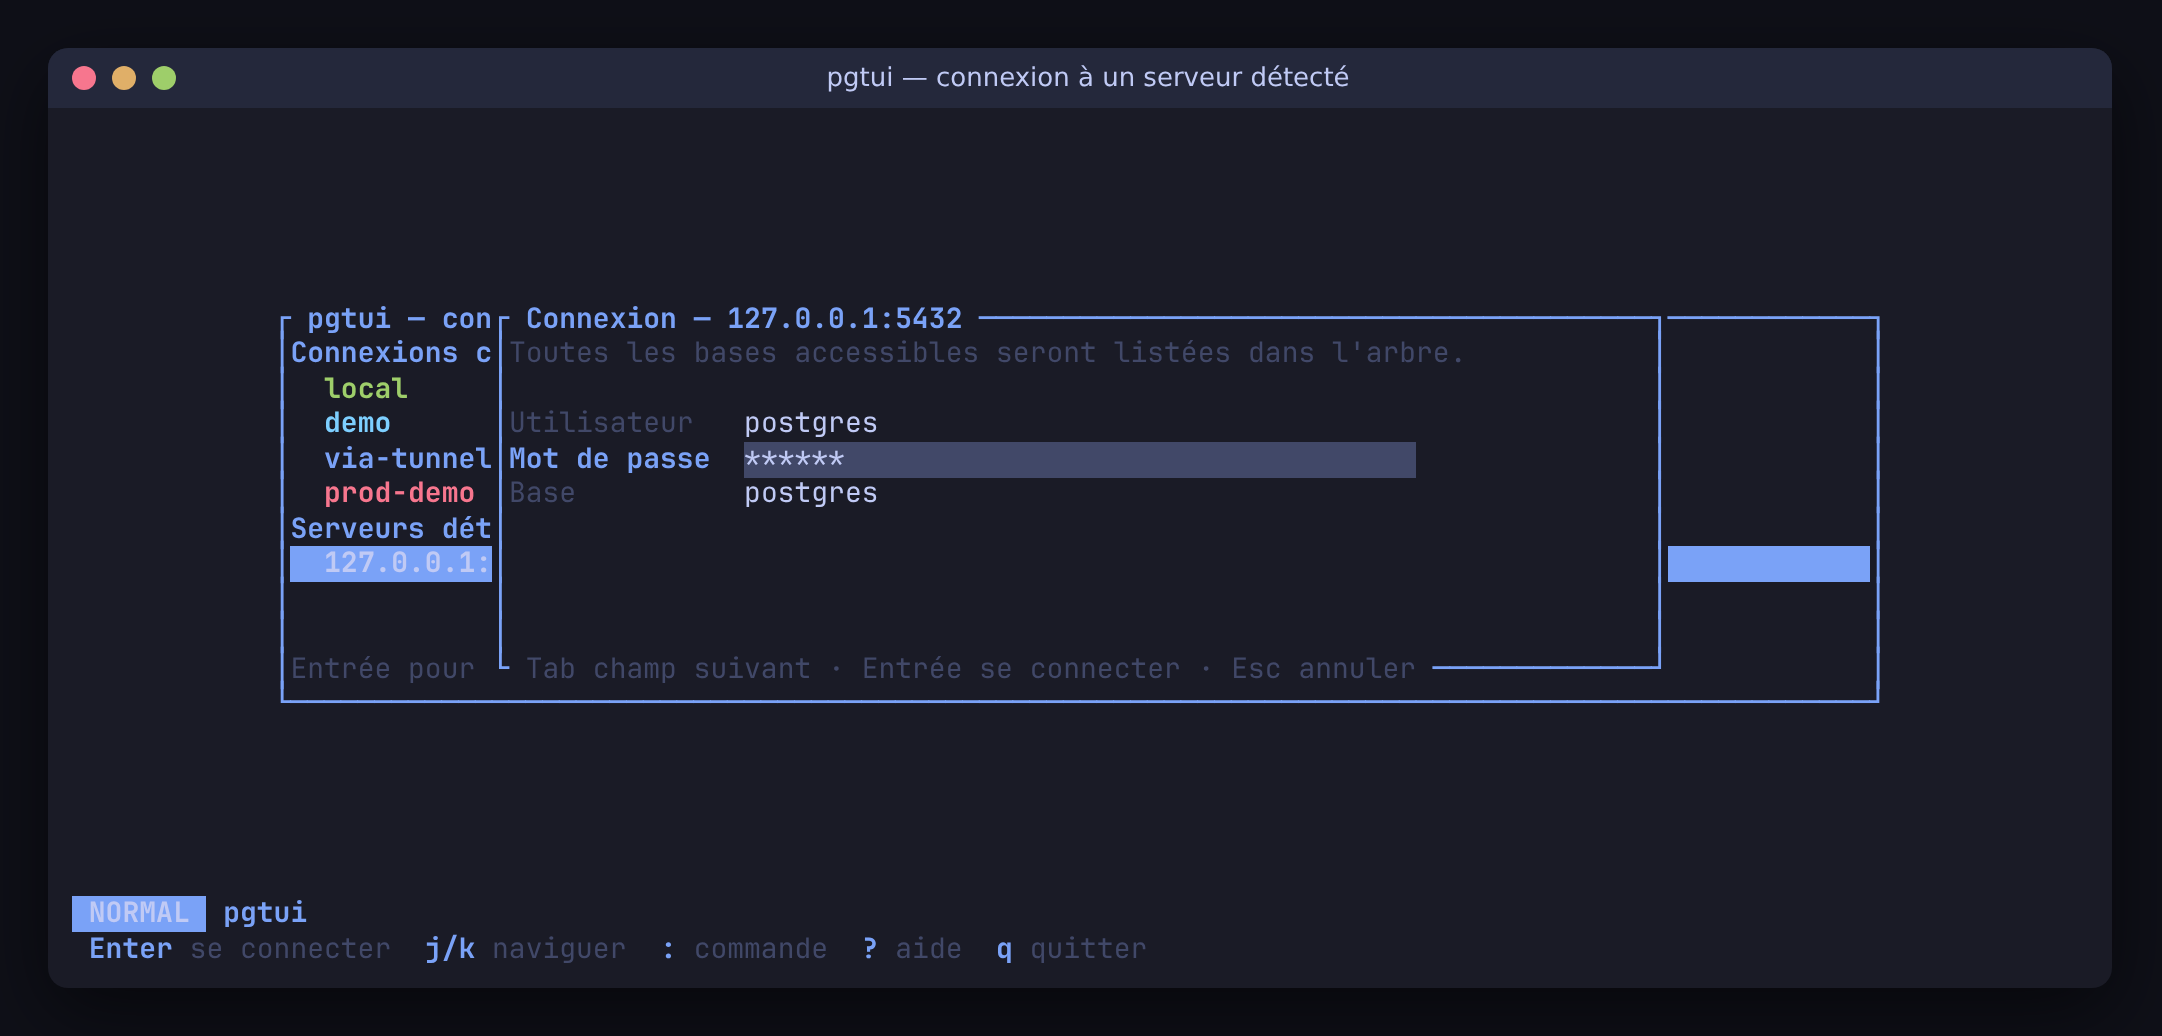 pgtui — connexion à un serveur détecté
pgtui — con
Connexion — 127.0.0.1:5432
Connexions c
Toutes les bases accessibles seront listées dans l'arbre.
local
demo
Utilisateur postgres
via-tunnel
Mot de passe ******
prod-demo
Base postgres
Serveurs dét
127.0.0.1:
Entrée pour
Tab champ suivant · Entrée se connecter · Esc annuler
NORMAL pgtui
Enter se connecter j/k naviguer : commande ? aide q quitter